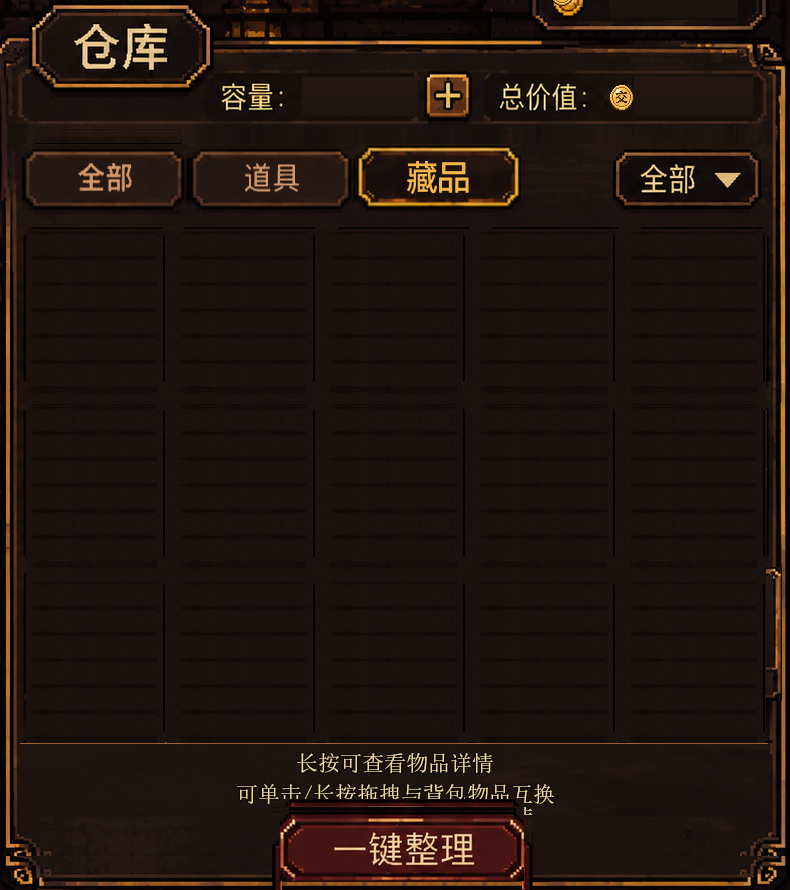 仓库
容量：
总价值： 交
全部 道具 藏品 全部
长按可查看物品详情
可单击/长按拖拽与背包物品互换
一键整理